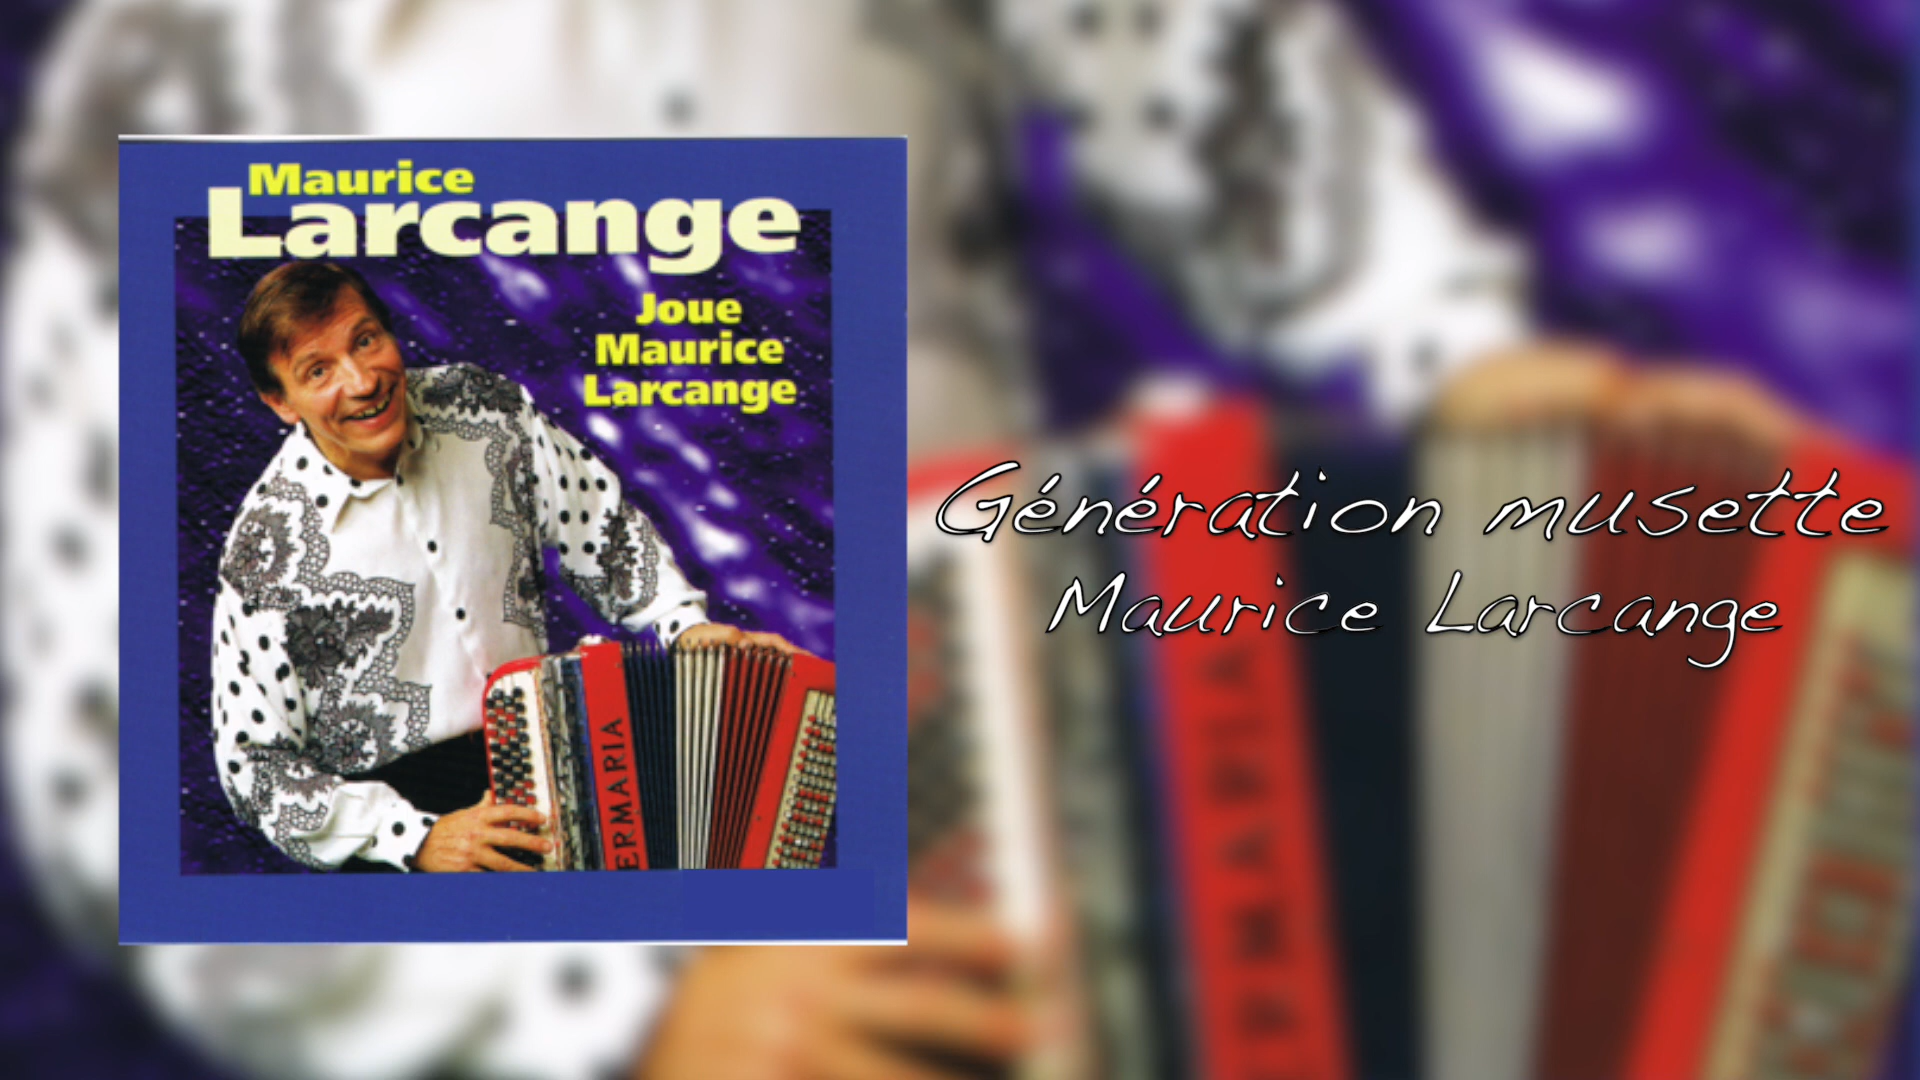 Maurice
Larcange
Joue
Maurice
Larcange
ERMARIA
Génération musette
Maurice Larcange